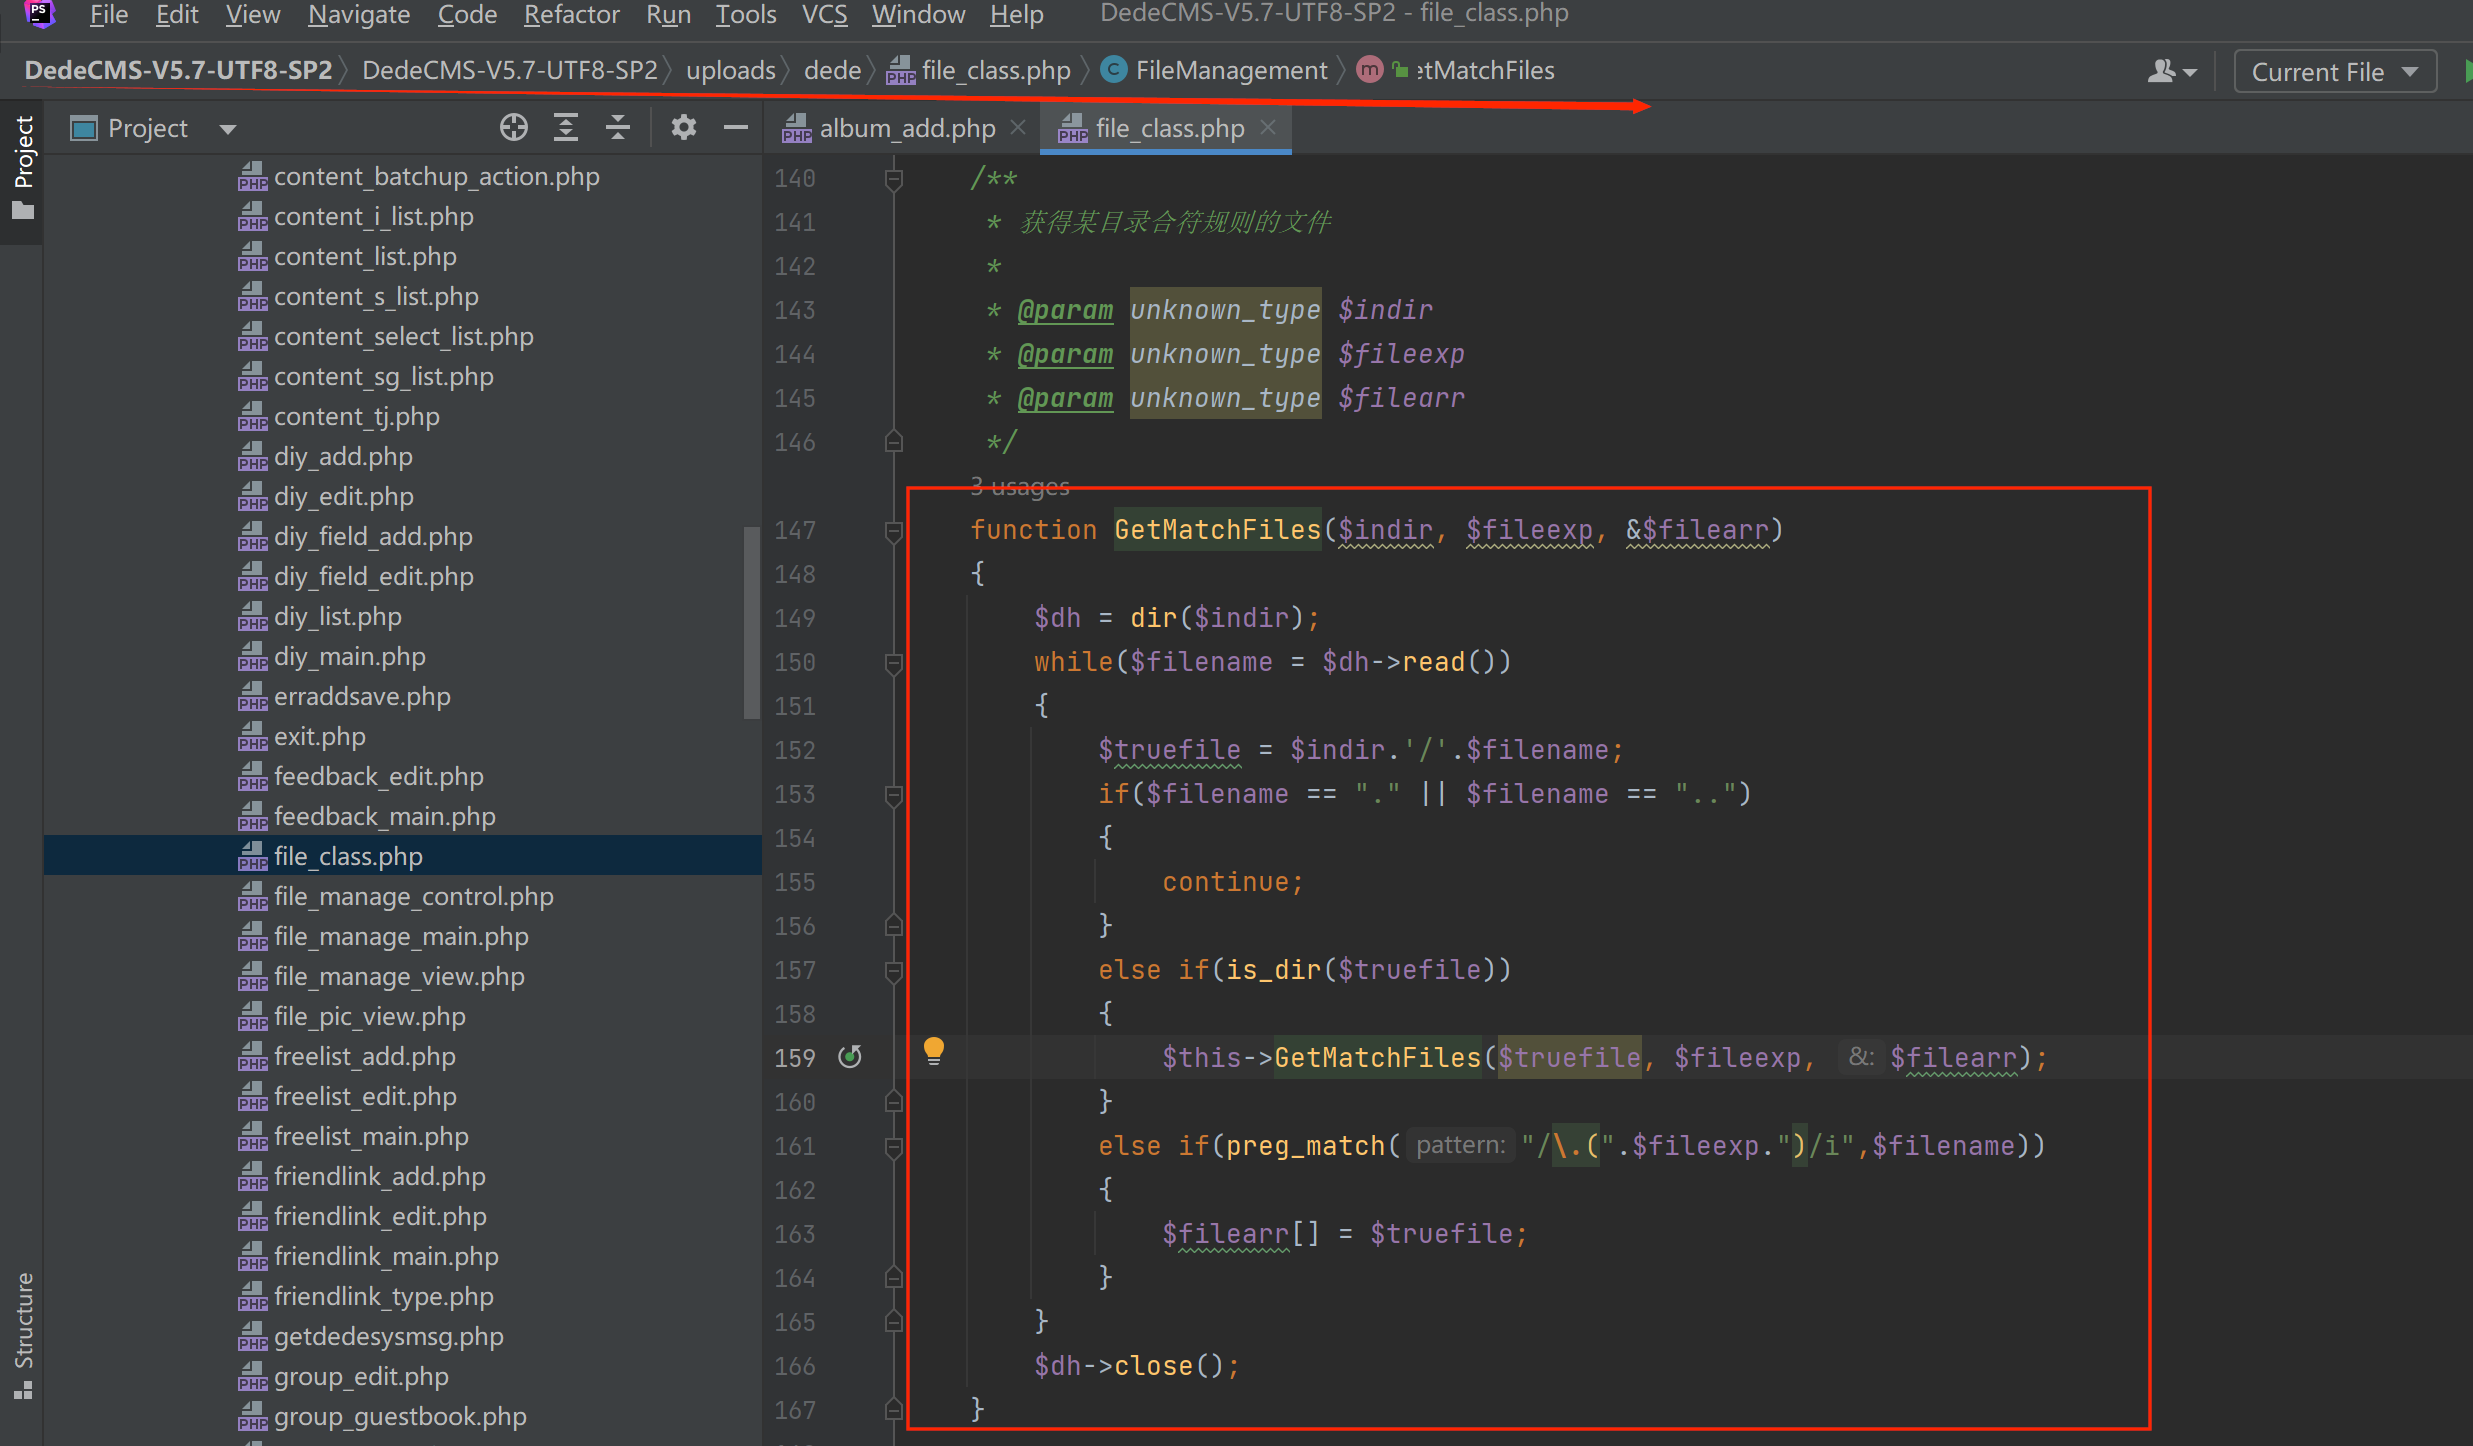 File Edit View Navigate Code Refactor Run Tools VCS Window Help DedeCMS-V5.7-UTF8-SP2 - file_class.php
DedeCMS-V5.7-UTF8-SP2 DedeCMS-V5.7-UTF8-SP2 uploads dede file_class.php FileManagement etMatchFiles Current File
Project
Project
album_add.php file_class.php
content_batchup_action.php
content_i_list.php
content_list.php
content_s_list.php
content_select_list.php
content_sg_list.php
content_tj.php
diy_add.php
diy_edit.php
diy_field_add.php
diy_field_edit.php
diy_list.php
diy_main.php
erraddsave.php
exit.php
feedback_edit.php
feedback_main.php
file_class.php
file_manage_control.php
file_manage_main.php
file_manage_view.php
file_pic_view.php
freelist_add.php
freelist_edit.php
freelist_main.php
friendlink_add.php
friendlink_edit.php
friendlink_main.php
friendlink_type.php
getdedesysmsg.php
group_edit.php
group_guestbook.php
Structure
140 /**
141 * 获得某目录合符规则的文件
142 *
143 * @param unknown_type $indir
144 * @param unknown_type $fileexp
145 * @param unknown_type $filearr
146 */
3 usages
147 function GetMatchFiles($indir, $fileexp, &$filearr)
148 {
149 $dh = dir($indir);
150 while($filename = $dh->read())
151 {
152 $truefile = $indir.'/'.$filename;
153 if($filename == "." || $filename == "..")
154 {
155 continue;
156 }
157 else if(is_dir($truefile))
158 {
159 $this->GetMatchFiles($truefile, $fileexp, &: $filearr);
160 }
161 else if(preg_match( pattern: "/\.(".$fileexp.")/i",$filename))
162 {
163 $filearr[] = $truefile;
164 }
165 }
166 $dh->close();
167 }